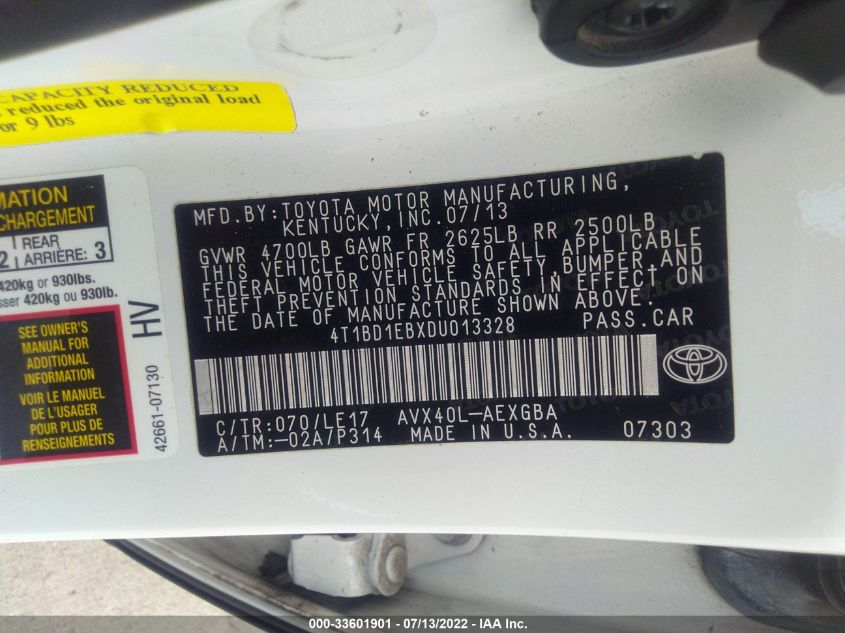 CAPACITY REDUCED
reduced the original load
or 9 lbs
MATION
CHARGEMENT
2 REAR ARRIÈRE: 3
420kg or 930lbs.
sser 420kg ou 930lb.
SEE OWNER'S
MANUAL FOR
ADDITIONAL
INFORMATION
VOIR LE MANUEL
DE L'USAGER
POUR PLUS DE
RENSEIGNEMENTS
HV
42661-07130
MFD.BY:TOYOTA MOTOR MANUFACTURING,
KENTUCKY,INC.07/13
GVWR 4700LB GAWR FR 2625LB RR 2500LB
THIS VEHICLE CONFORMS TO ALL APPLICABLE
FEDERAL MOTOR VEHICLE SAFETY,BUMPER,AND
THEFT PREVENTION STANDARDS IN EFFECT ON
THE DATE OF MANUFACTURE SHOWN ABOVE.
4T1BD1EBXDU013328 PASS.CAR
C/TR:070/LE17 AVX40L-AEXGBA
A/TM:-02A/P314 MADE IN U.S.A. 07303
000-33601901 - 07/13/2022 - IAA Inc.